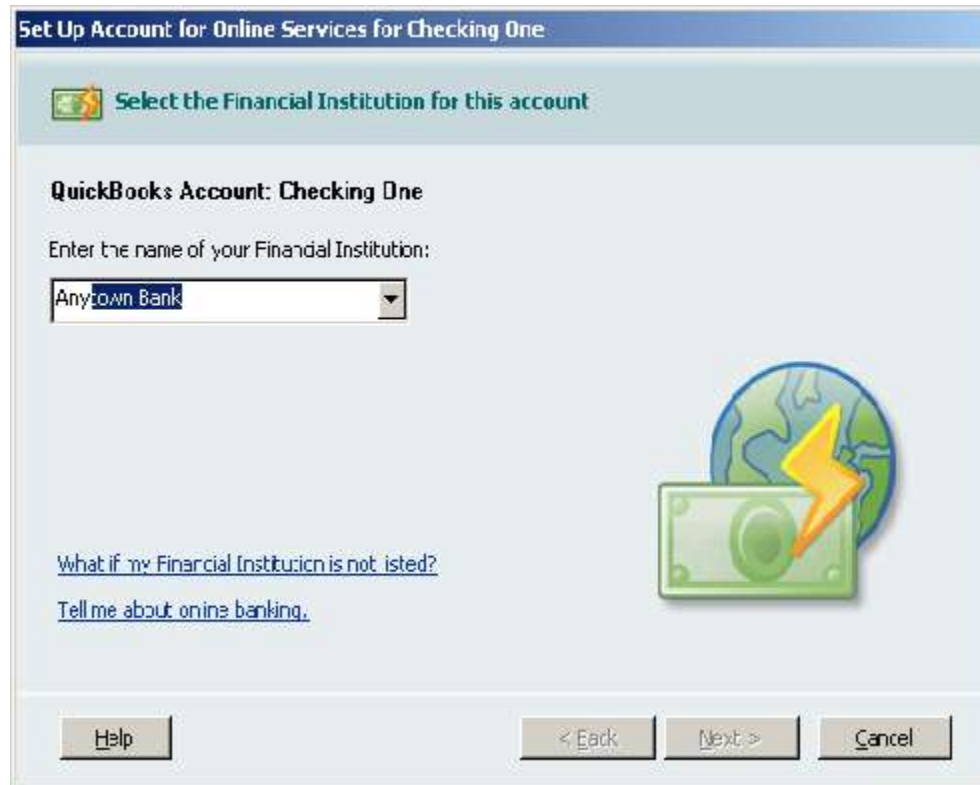 Set Up Account for Online Services for Checking One
Select the Financial Institution for this account
QuickBooks Account: Checking One
Enter the name of your Financial Institution:
Anytown Bank
What if my Financial Institution is not listed?
Tell me about online banking.
Help
< Back
Next >
Cancel